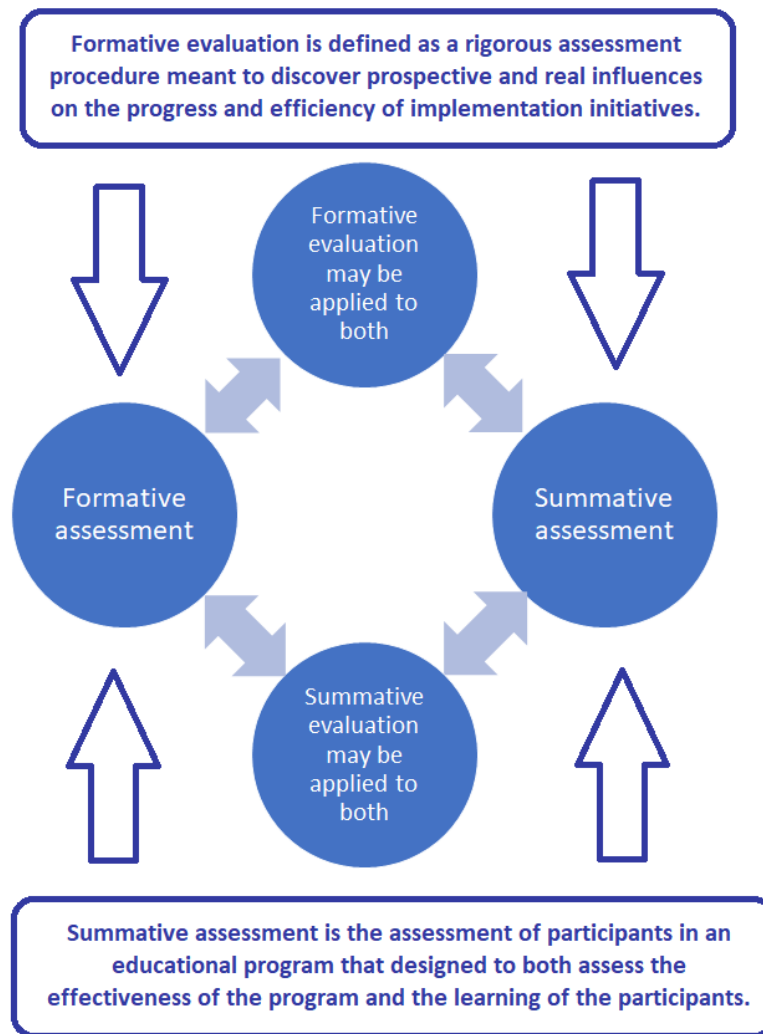 Formative evaluation is defined as a rigorous assessment
procedure meant to discover prospective and real influences
on the progress and efficiency of implementation initiatives.
Formative
evaluation
may be
applied to
both
Formative
assessment
Summative
assessment
Summative
evaluation
may be
applied to
both
Summative assessment is the assessment of participants in an
educational program that designed to both assess the
effectiveness of the program and the learning of the participants.